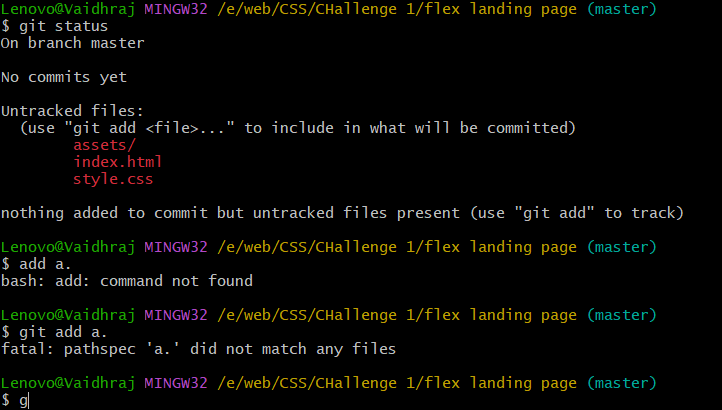 Lenovo@Vaidhraj MINGW32 /e/web/CSS/CHallenge 1/flex landing page (master)
$ git status
On branch master
No commits yet
Untracked files:
(use "git add <file>..." to include in what will be committed)
assets/
index.html
style.css
nothing added to commit but untracked files present (use "git add" to track)
Lenovo@Vaidhraj MINGW32 /e/web/CSS/CHallenge 1/flex landing page (master)
$ add a.
bash: add: command not found
Lenovo@Vaidhraj MINGW32 /e/web/CSS/CHallenge 1/flex landing page (master)
$ git add a.
fatal: pathspec 'a.' did not match any files
Lenovo@Vaidhraj MINGW32 /e/web/CSS/CHallenge 1/flex landing page (master)
$ g